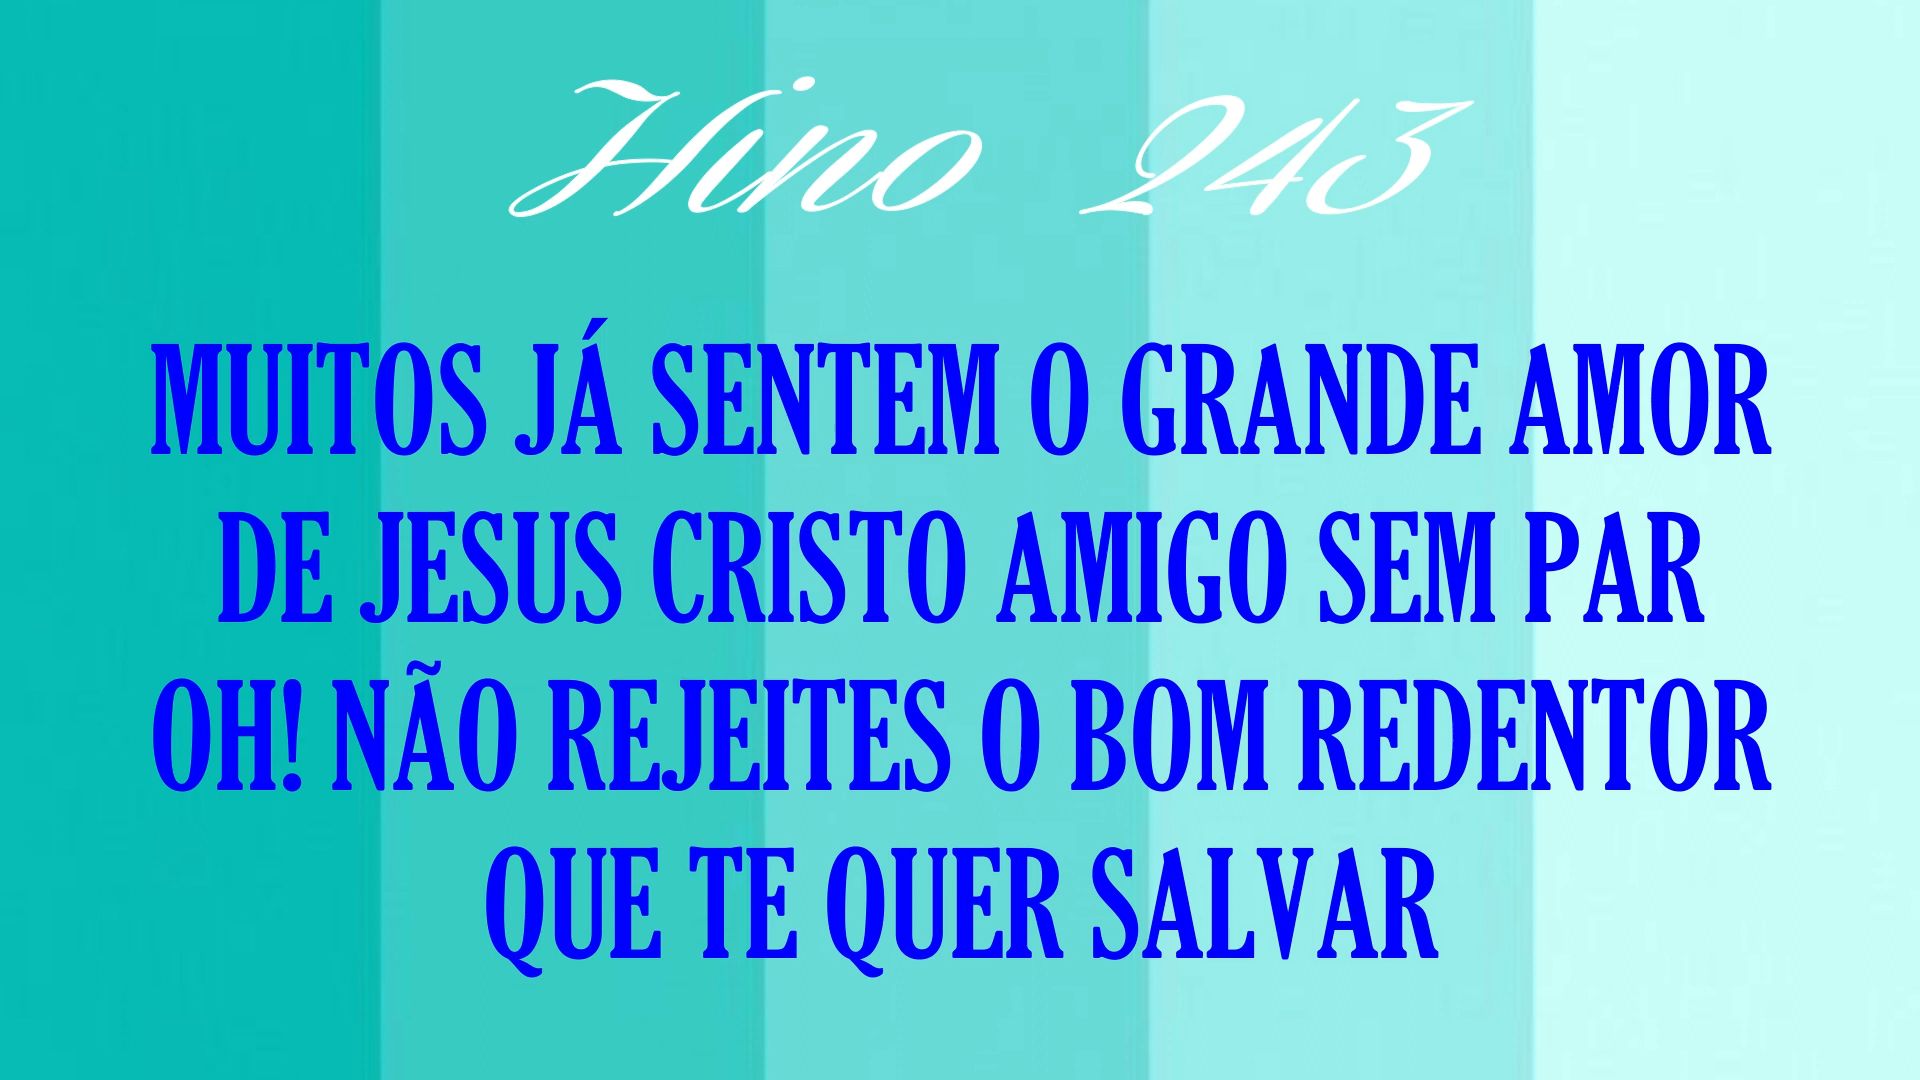 Hino 243
MUITOS JÁ SENTEM O GRANDE AMOR
DE JESUS CRISTO AMIGO SEM PAR
OH! NÃO REJEITES O BOM REDENTOR
QUE TE QUER SALVAR